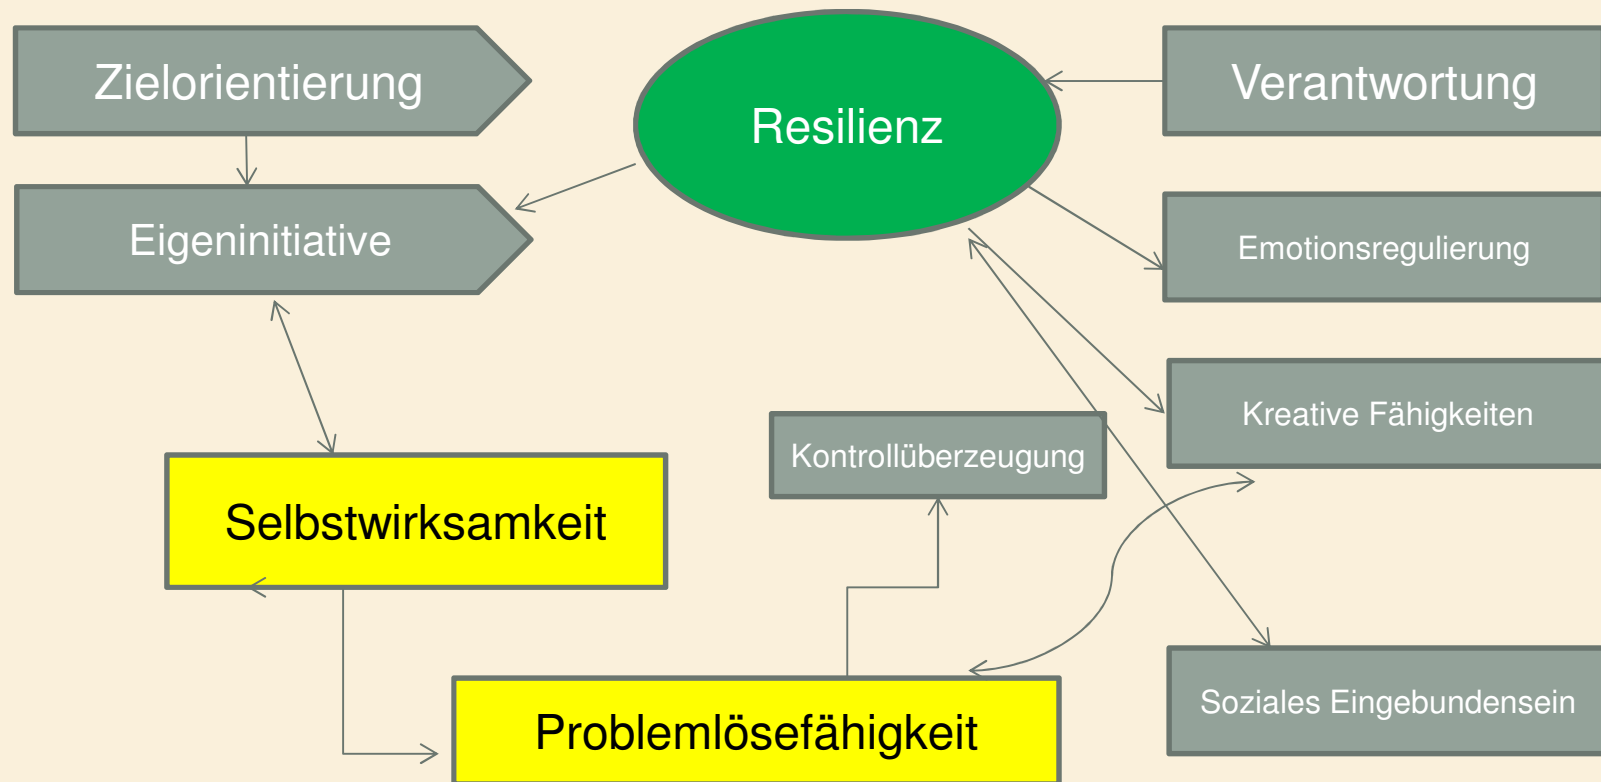 Zielorientierung
Resilienz
Verantwortung
Eigeninitiative
Emotionsregulierung
Kreative Fähigkeiten
Kontrollüberzeugung
Selbstwirksamkeit
Soziales Eingebundensein
Problemlösefähigkeit